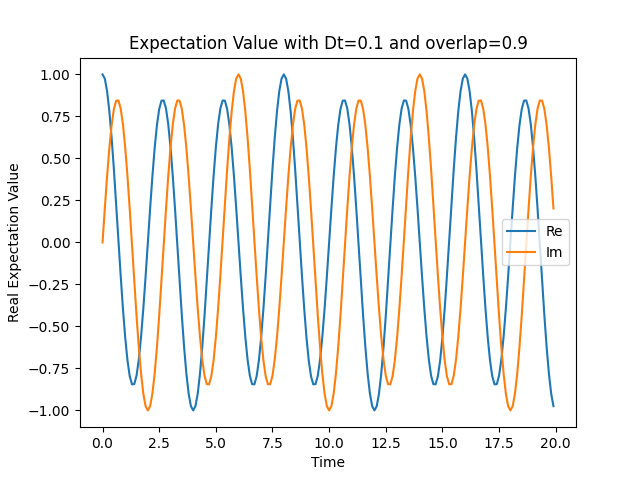 Expectation Value with Dt=0.1 and overlap=0.9
Real Expectation Value
1.00
0.75
0.50
0.25
0.00
−0.25
−0.50
−0.75
−1.00
Re
Im
0.0 2.5 5.0 7.5 10.0 12.5 15.0 17.5 20.0
Time